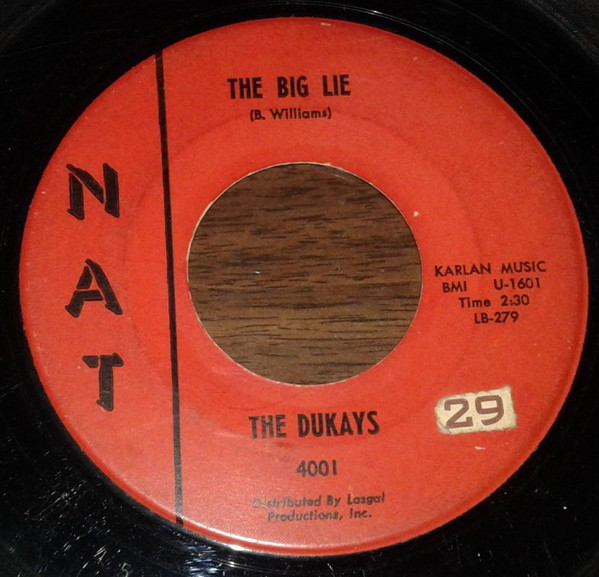 THE BIG LIE
(B. Williams)
NAT
KARLAN MUSIC
BMI U-1601
Time 2:30
LB-279
29
THE DUKAYS
4001
Distributed By Lasgal
Productions, Inc.